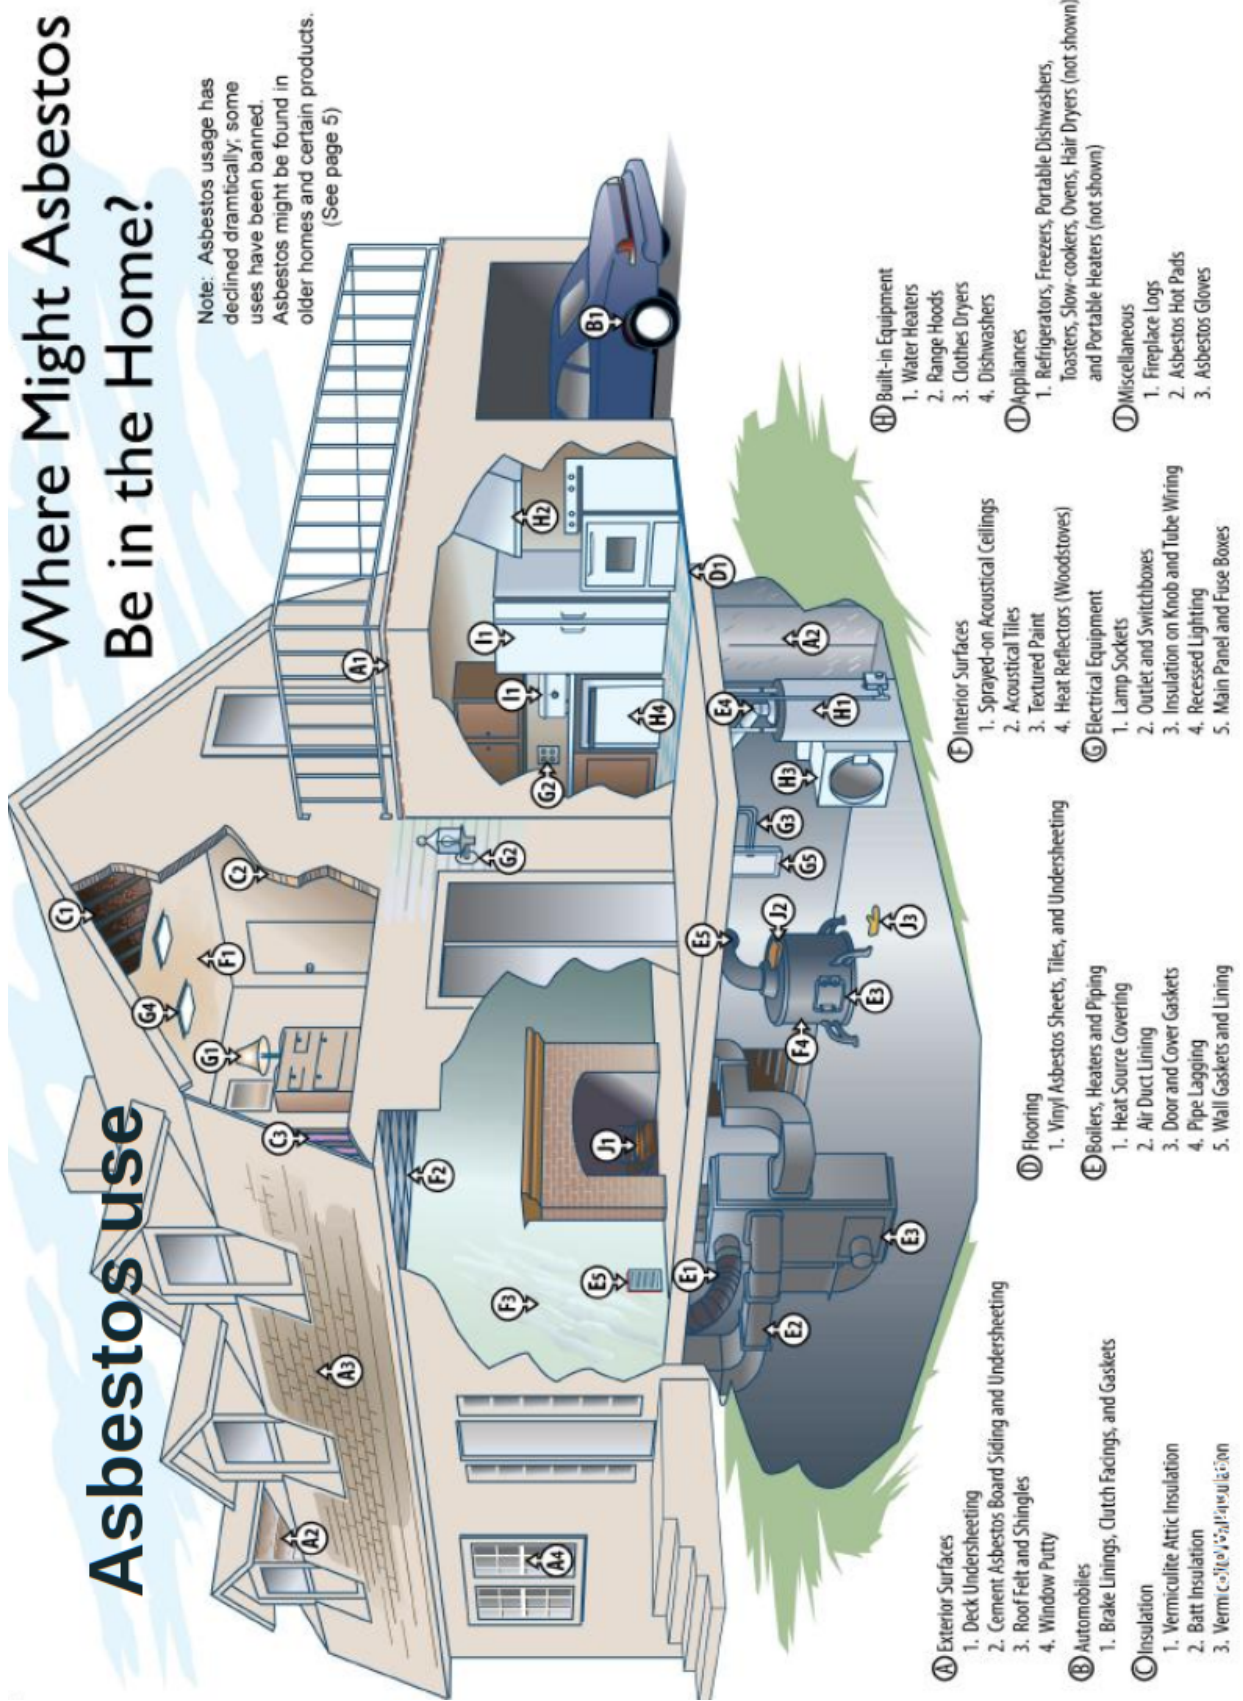 Asbestos use
Where Might Asbestos
Be in the Home?
Note: Asbestos usage has
declined dramtically; some
uses have been banned.
Asbestos might be found in
older homes and certain products.
(See page 5)
C1
G4
F1
C2
G1
C3
A3
A2
A4
F2
F3
E5
J1
G2
A1
I1
I1
G2
H4
H2
B1
D1
E1
E2
E3
F4
E3
E5
J2
J3
G5
G3
H3
E4
H1
A2
A Exterior Surfaces
1. Deck Undersheeting
2. Cement Asbestos Board Siding and Undersheeting
3. Roof Felt and Shingles
4. Window Putty
B Automobiles
1. Brake Linings, Clutch Facings, and Gaskets
C Insulation
1. Vermiculite Attic Insulation
2. Batt Insulation
3. Insulation
D Flooring
1. Vinyl Asbestos Sheets, Tiles, and Undersheeting
E Boilers, Heaters and Piping
1. Heat Source Covering
2. Air Duct Lining
3. Door and Cover Gaskets
4. Pipe Lagging
5. Wall Gaskets and Lining
F Interior Surfaces
1. Sprayed-on Acoustical Ceilings
2. Acoustical Tiles
3. Textured Paint
4. Heat Reflectors (Woodstoves)
G Electrical Equipment
1. Lamp Sockets
2. Outlet and Switchboxes
3. Insulation on Knob and Tube Wiring
4. Recessed Lighting
5. Main Panel and Fuse Boxes
H Built-in Equipment
1. Water Heaters
2. Range Hoods
3. Clothes Dryers
4. Dishwashers
I Appliances
1. Refrigerators, Freezers, Portable Dishwashers,
Toasters, Slow-cookers, Ovens, Hair Dryers (not shown)
and Portable Heaters (not shown)
J Miscellaneous
1. Fireplace Logs
2. Asbestos Hot Pads
3. Asbestos Gloves